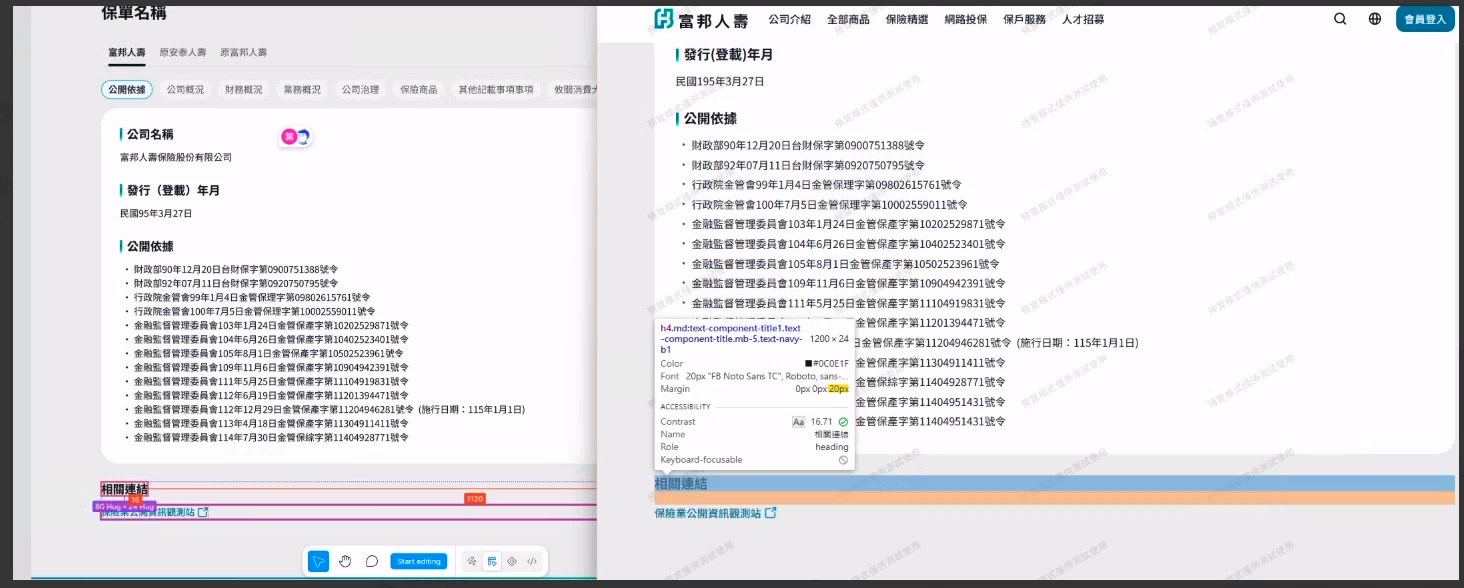 保單名稱
富邦人壽 原安泰人壽 原富邦人壽
公開依據 公司概況 財務概況 業務概況 公司治理 保險商品 其他記載事項事項 攸關消費大
公司名稱
葉
富邦人壽保險股份有限公司
發行（登載）年月
民國95年3月27日
公開依據
・ 財政部90年12月20日台財保字第0900751388號令
・ 財政部92年07月11日台財保字第0920750795號令
・ 行政院金管會99年1月4日金管保理字第09802615761號令
・ 行政院金管會100年7月5日金管保理字第10002559011號令
・ 金融監督管理委員會103年1月24日金管保產字第10202529871號令
・ 金融監督管理委員會104年6月26日金管保產字第10402523401號令
・ 金融監督管理委員會105年8月1日金管保產字第10502523961號令
・ 金融監督管理委員會109年11月6日金管保產字第10904942391號令
・ 金融監督管理委員會111年5月25日金管保產字第11104919831號令
・ 金融監督管理委員會112年6月19日金管保產字第11201394471號令
・ 金融監督管理委員會112年12月29日金管保產字第11204946281號令 (施行日期：115年1月1日)
・ 金融監督管理委員會113年4月18日金管保產字第11304911411號令
・ 金融監督管理委員會114年7月30日金管保綜字第11404928771號令
相關連結
16
1120
80 Hug × 24 Hug
保險業公開資訊觀測站
Start editing
富邦人壽 公司介紹 全部商品 保險精選 網路投保 保戶服務 人才招募 會員登入
發行(登載)年月
民國195年3月27日
公開依據
・ 財政部90年12月20日台財保字第0900751388號令
・ 財政部92年07月11日台財保字第0920750795號令
・ 行政院金管會99年1月4日金管保理字第09802615761號令
・ 行政院金管會100年7月5日金管保理字第10002559011號令
・ 金融監督管理委員會103年1月24日金管保產字第10202529871號令
・ 金融監督管理委員會104年6月26日金管保產字第10402523401號令
・ 金融監督管理委員會105年8月1日金管保產字第10502523961號令
・ 金融監督管理委員會109年11月6日金管保產字第10904942391號令
・ 金融監督管理委員會111年5月25日金管保產字第11104919831號令
金管保產字第11201394471號令
日金管保產字第11204946281號令 (施行日期：115年1月1日)
金管保產字第11304911411號令
金管保綜字第11404928771號令
金管保產字第11404951431號令
金管保產字第11404951431號令
h4.md:text-component-title1.text
-component-title.mb-5.text-navy-
b1
1200 × 24
Color #0C0E1F
Font 20px "FB Noto Sans TC", Roboto, sans-...
Margin 0px 0px 20px
ACCESSIBILITY
Contrast Aa 16.71
Name 相關連結
Role heading
Keyboard-focusable
相關連結
保險業公開資訊觀測站
預覽模式僅供測試使用